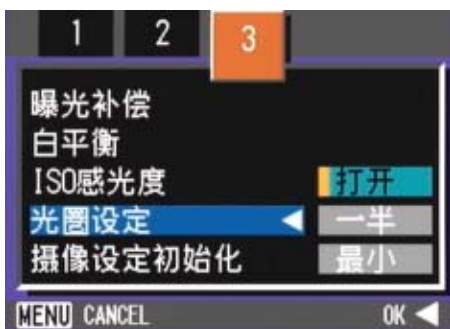 1 2 3
曝光补偿
白平衡
ISO感光度 打开
光圈设定 ◀ 一半
摄像设定初始化 最小
MENU CANCEL OK ◀